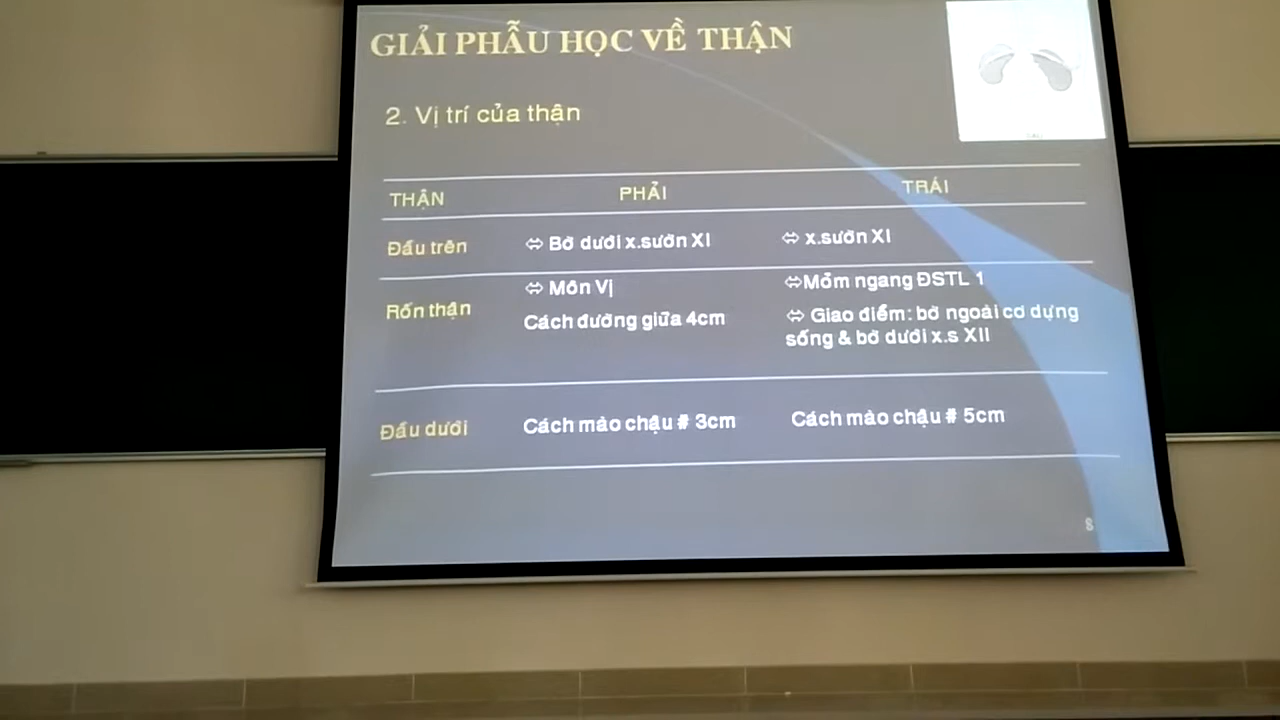 GIẢI PHẪU HỌC VỀ THẬN
2. Vị trí của thận
THẬN PHẢI TRÁI
Đầu trên ⬄ Bờ dưới x.sườn XI ⬄ x.sườn XI
Rốn thận ⬄ Môn Vị ⬄Mỏm ngang ĐSTL 1
Cách đường giữa 4cm ⬄ Giao điểm: bờ ngoài cơ dựng
sống & bờ dưới x.s XII
Đầu dưới Cách mào chậu # 3cm Cách mào chậu # 5cm
8